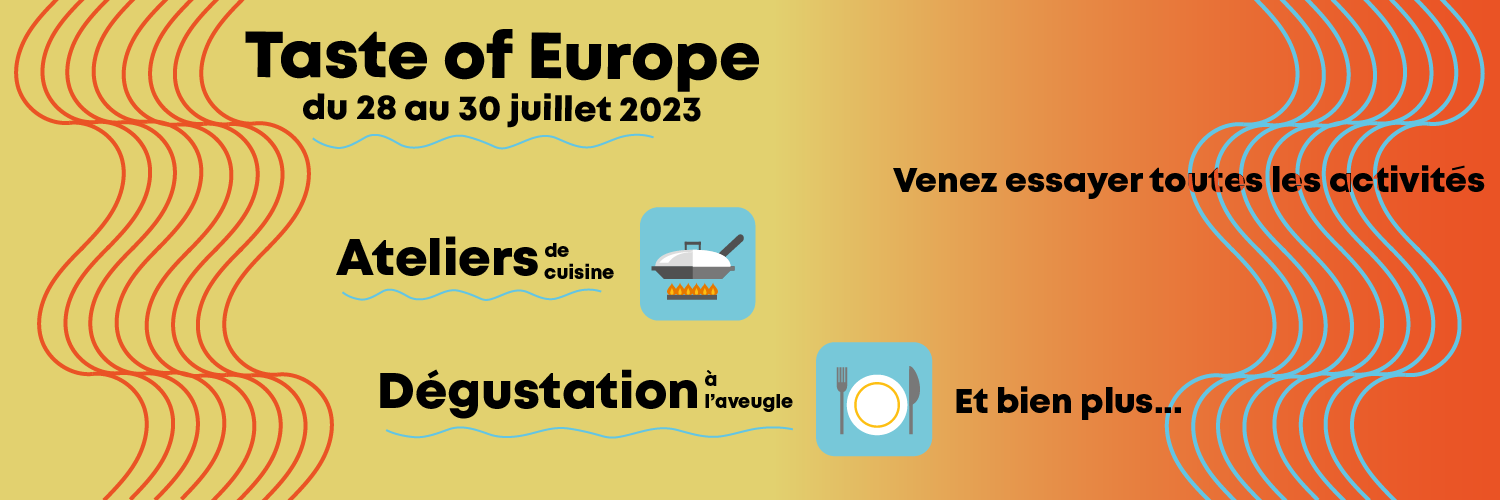 Taste of Europe
du 28 au 30 juillet 2023
Venez essayer toutes les activités
Ateliers de
cuisine
Dégustation à
l'aveugle
Et bien plus...